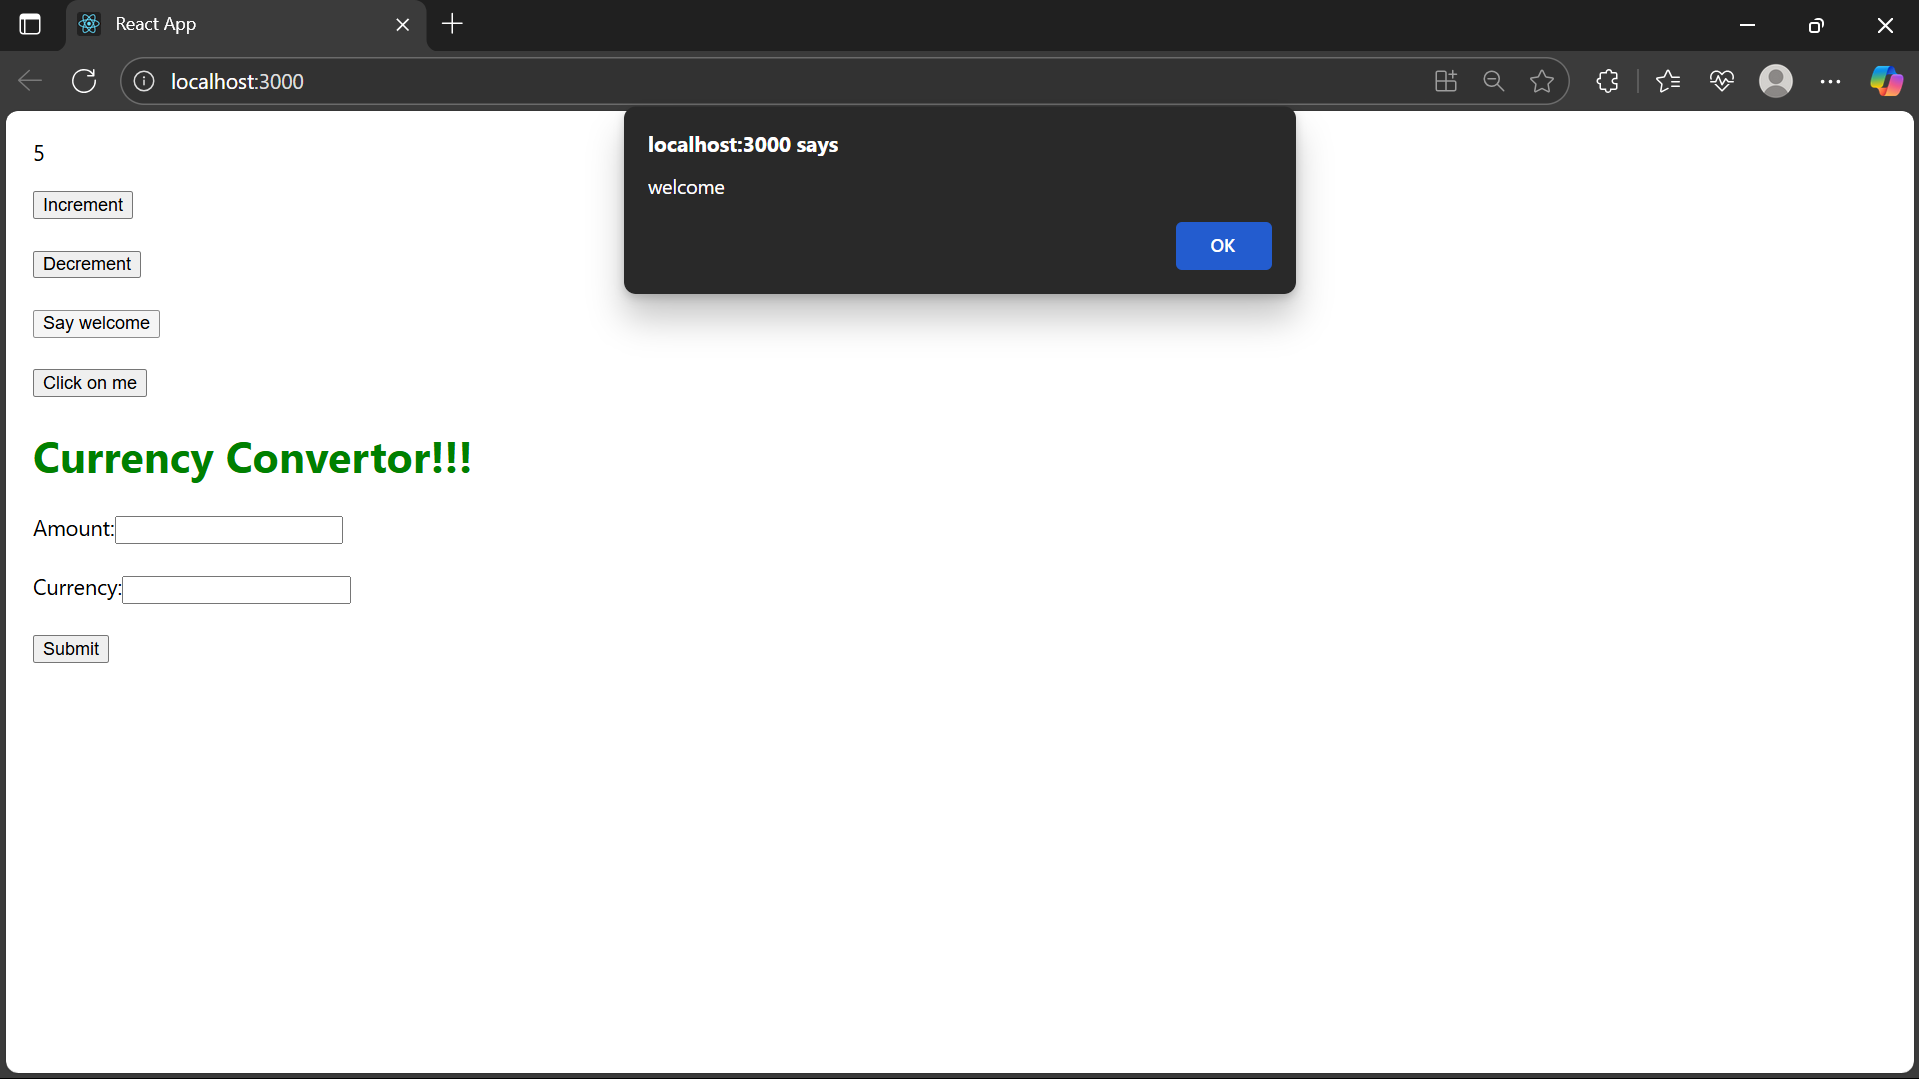 React App
localhost:3000
localhost:3000 says
welcome
OK
5
Increment
Decrement
Say welcome
Click on me
Currency Convertor!!!
Amount:
Currency:
Submit